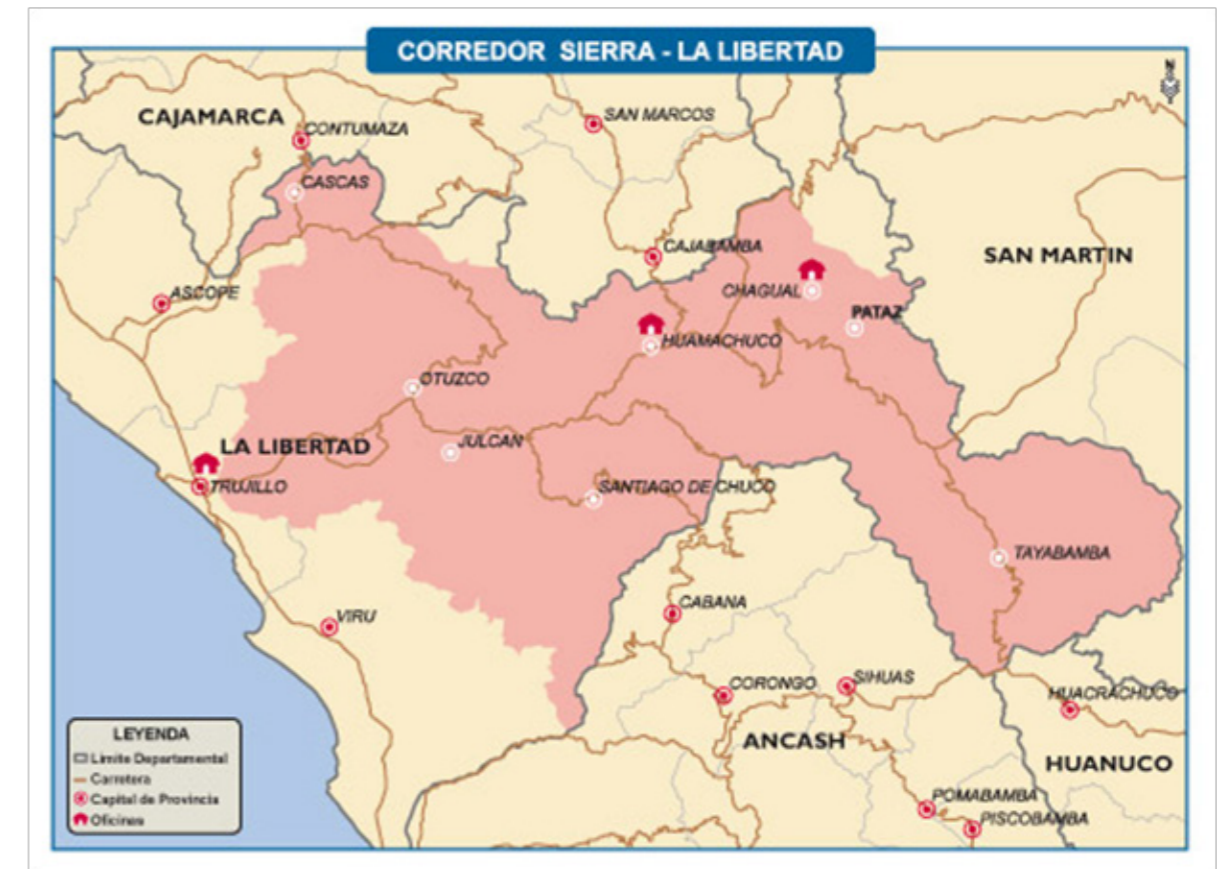 CORREDOR SIERRA - LA LIBERTAD
N
CAJAMARCA
CONTUMAZA
SAN MARCOS
CASCAS
CAJABAMBA
SAN MARTIN
ASCOPE
CHAGUAL
PATAZ
HUAMACHUCO
OTUZCO
LA LIBERTAD
JULCAN
TRUJILLO
SANTIAGO DE CHUCO
TAYABAMBA
CABANA
VIRU
CORONGO
SIHUAS
HUACRACHUCO
ANCASH
HUANUCO
POMABAMBA
PISCOBAMBA
LEYENDA
Limite Departamental
Carretera
Capital de Provincia
Oficinas